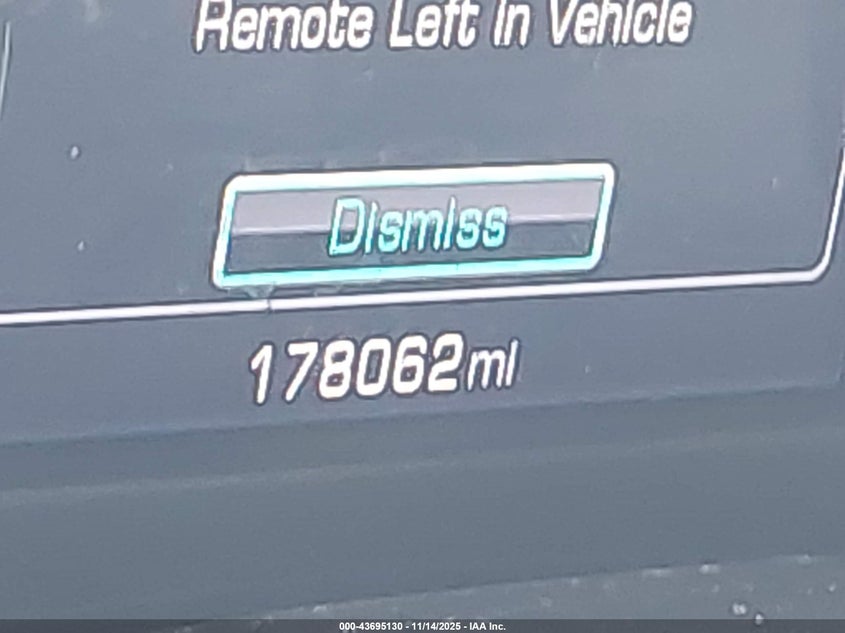 Remote Left In Vehicle
Dismiss
178062mi
000-43695130 - 11/14/2025 - IAA Inc.